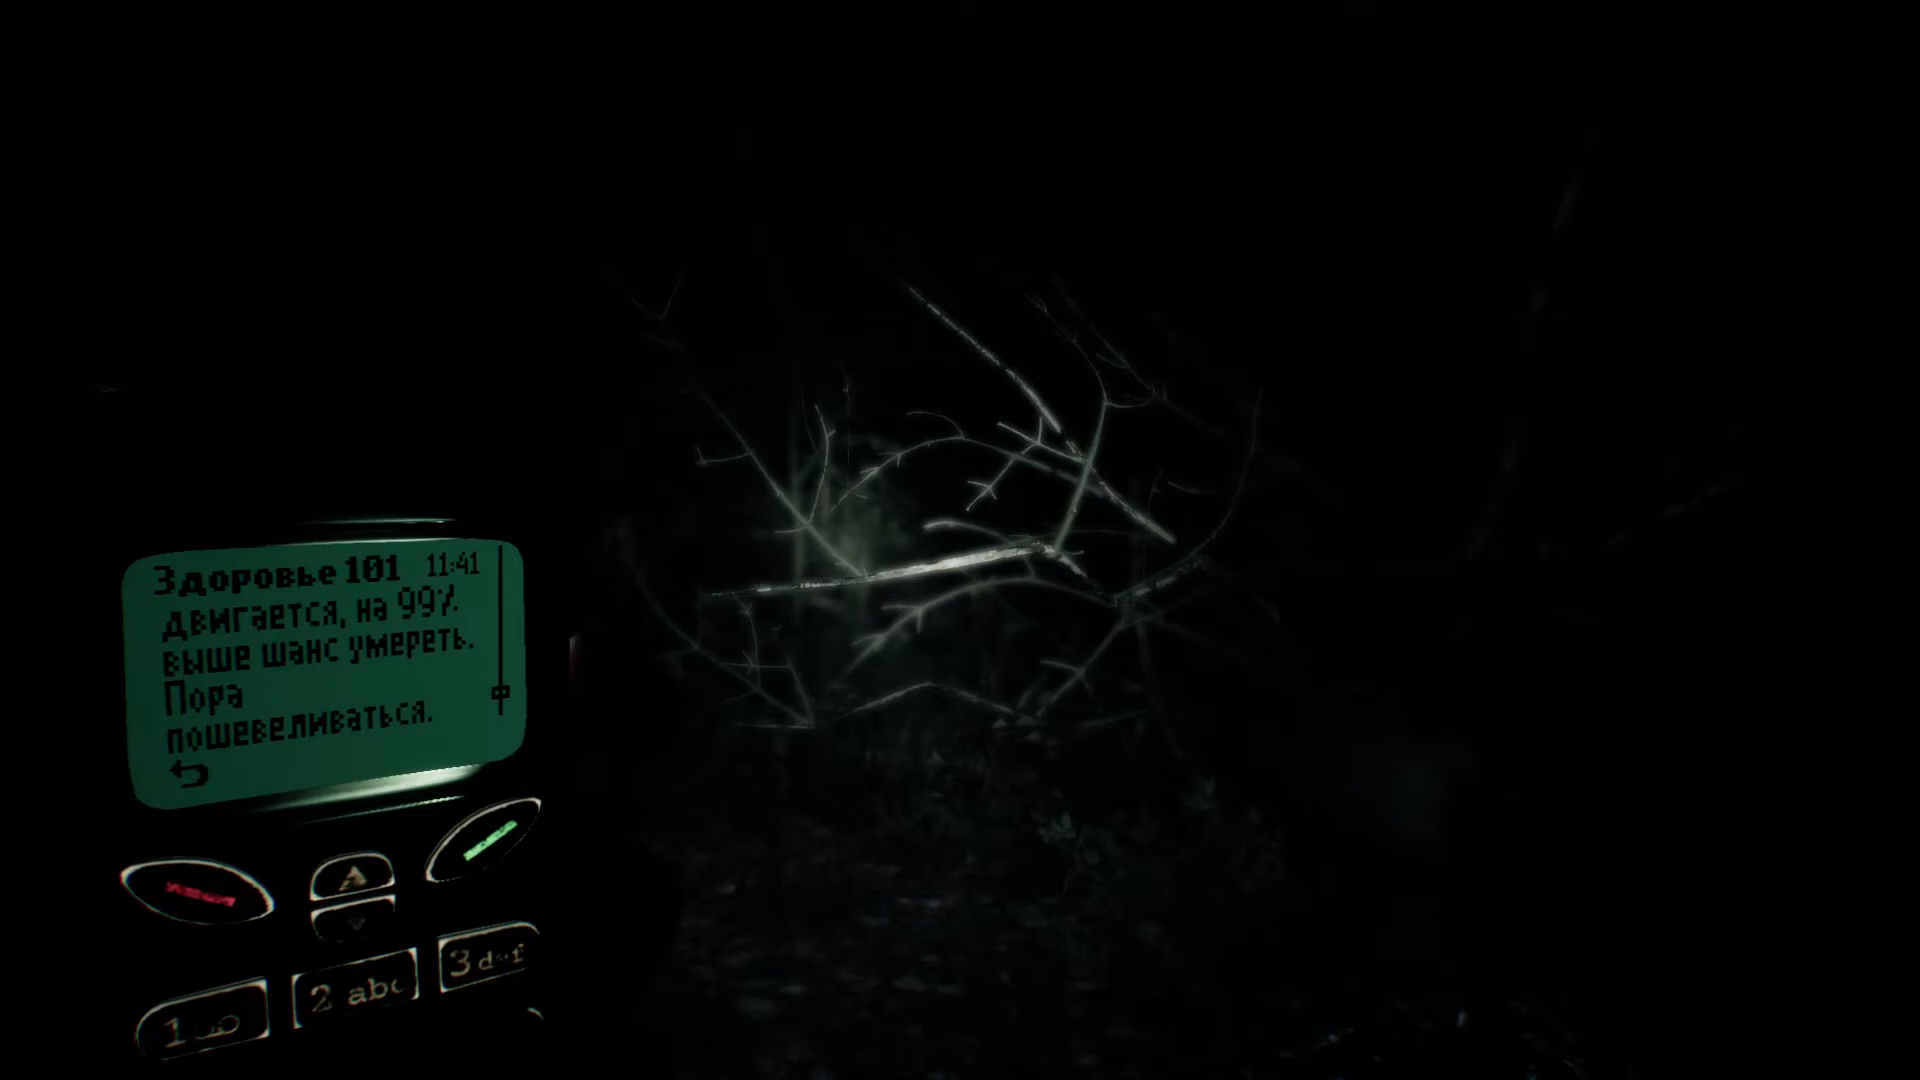 Здоровье 101 11:41
двигается, на 99%
выше шанс умереть.
Пора
пошевеливаться.
2 abc
3 def